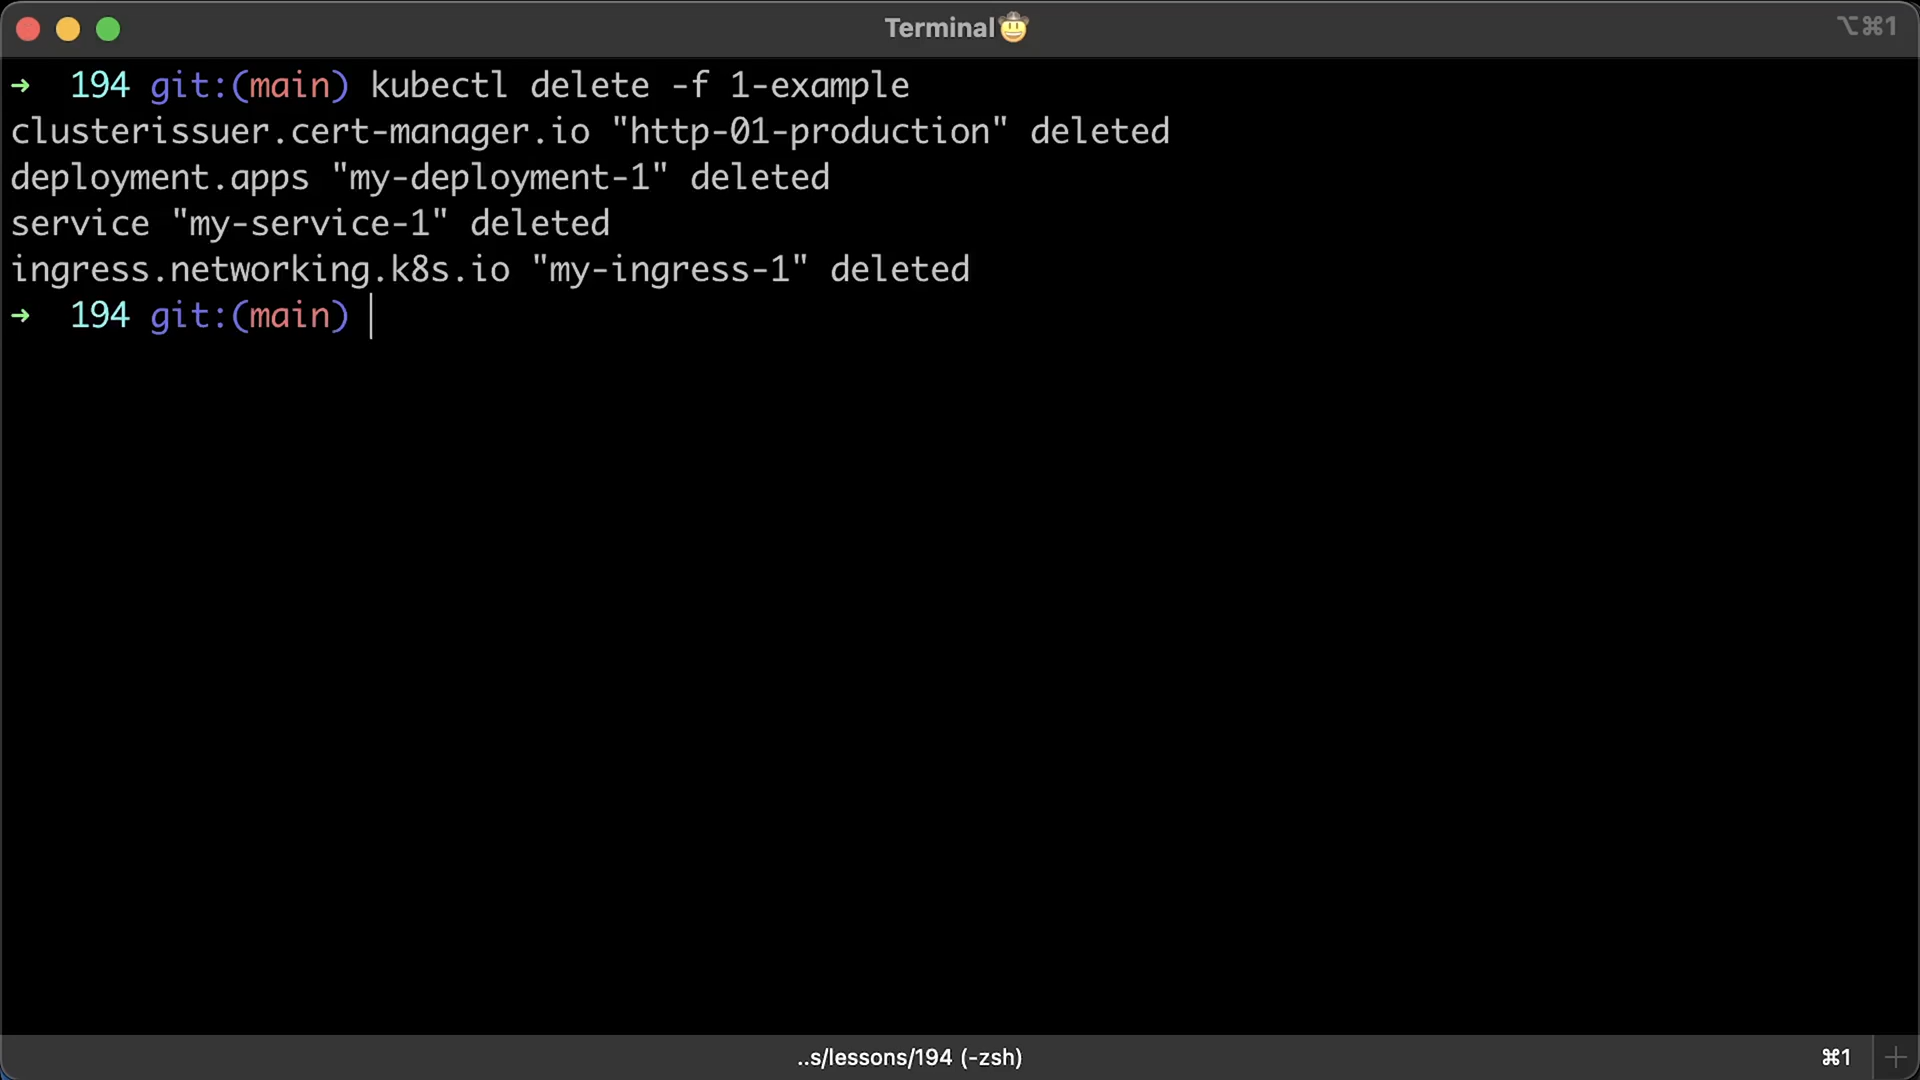 Terminal🤠
⌥⌘1
➜ 194 git:(main) kubectl delete -f 1-example
clusterissuer.cert-manager.io "http-01-production" deleted
deployment.apps "my-deployment-1" deleted
service "my-service-1" deleted
ingress.networking.k8s.io "my-ingress-1" deleted
➜ 194 git:(main)
..s/lessons/194 (-zsh)
⌘1